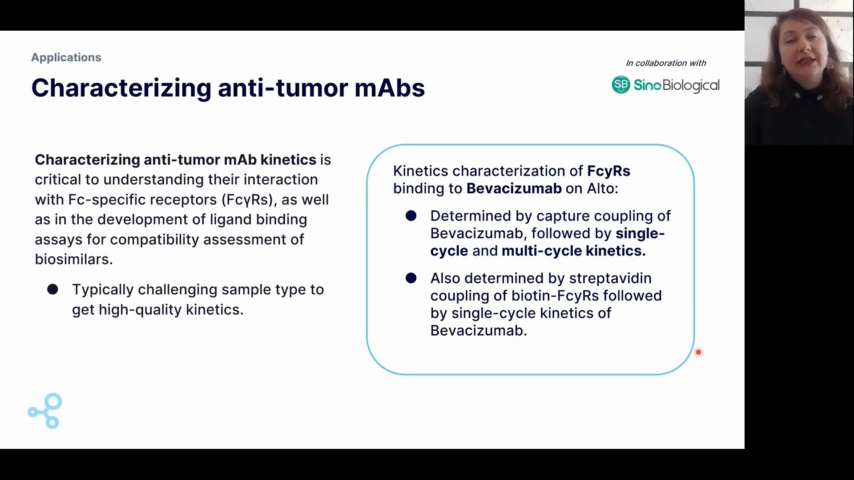 Applications
Characterizing anti-tumor mAbs
In collaboration with
SB SinoBiological
Characterizing anti-tumor mAb kinetics is
critical to understanding their interaction
with Fc-specific receptors (FcγRs), as well
as in the development of ligand binding
assays for compatibility assessment of
biosimilars.
● Typically challenging sample type to
get high-quality kinetics.
Kinetics characterization of FcyRs
binding to Bevacizumab on Alto:
● Determined by capture coupling of
Bevacizumab, followed by single-
cycle and multi-cycle kinetics.
● Also determined by streptavidin
coupling of biotin-FcyRs followed
by single-cycle kinetics of
Bevacizumab.